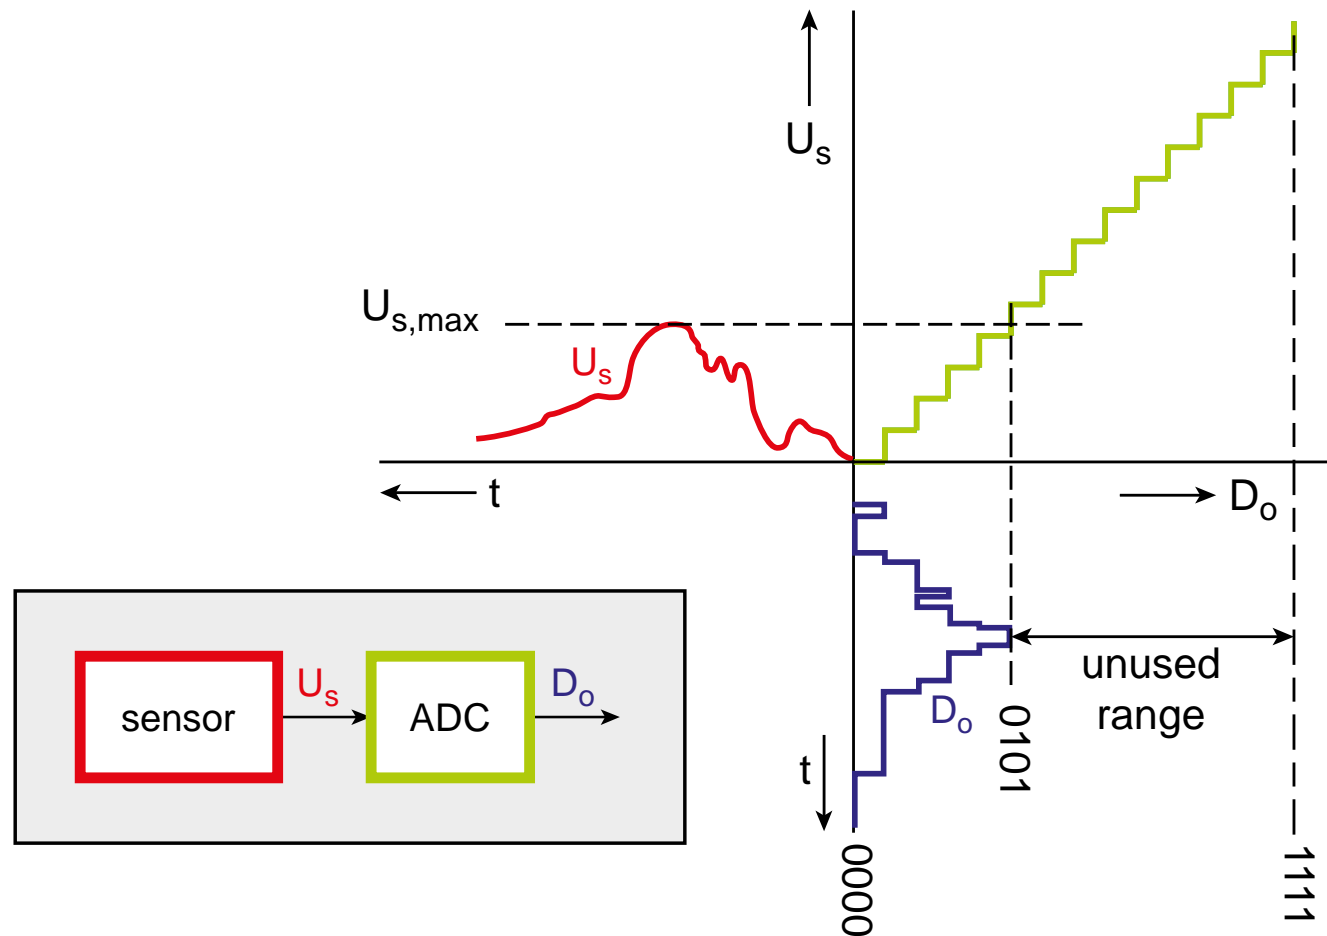 Uₛ
Uₛ,max
Uₛ
t
Dₒ
sensor
Uₛ
ADC
Dₒ
unused
range
Dₒ
t
0101
0000
1111